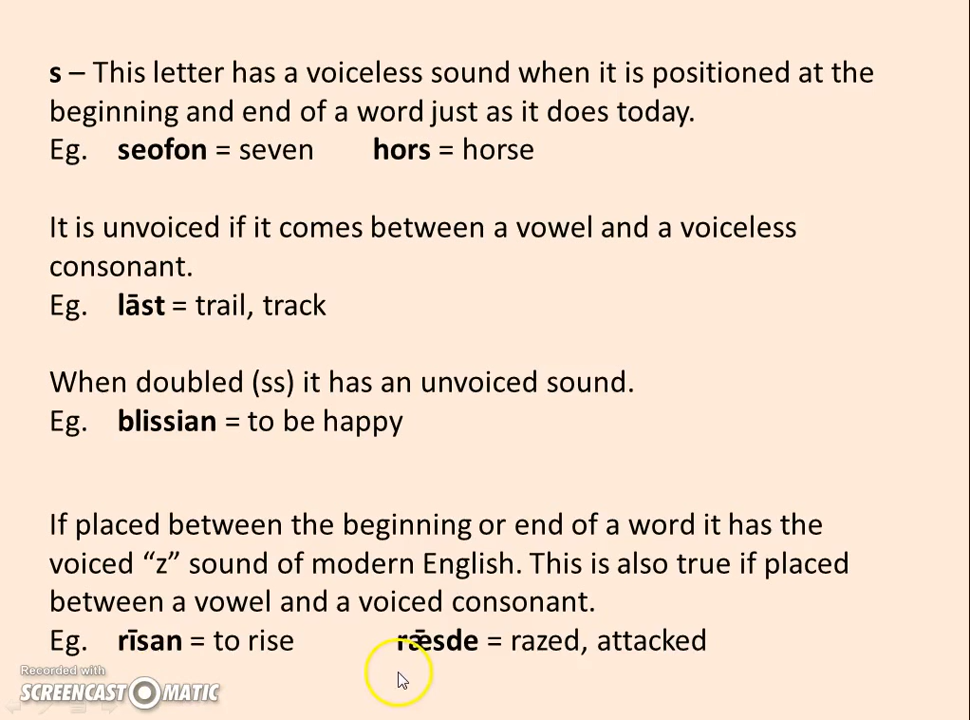 s – This letter has a voiceless sound when it is positioned at the
beginning and end of a word just as it does today.
Eg. seofon = seven hors = horse
It is unvoiced if it comes between a vowel and a voiceless
consonant.
Eg. lāst = trail, track
When doubled (ss) it has an unvoiced sound.
Eg. blissian = to be happy
If placed between the beginning or end of a word it has the
voiced “z” sound of modern English. This is also true if placed
between a vowel and a voiced consonant.
Eg. rīsan = to rise rǣsde = razed, attacked
Recorded with
SCREENCAST MATIC